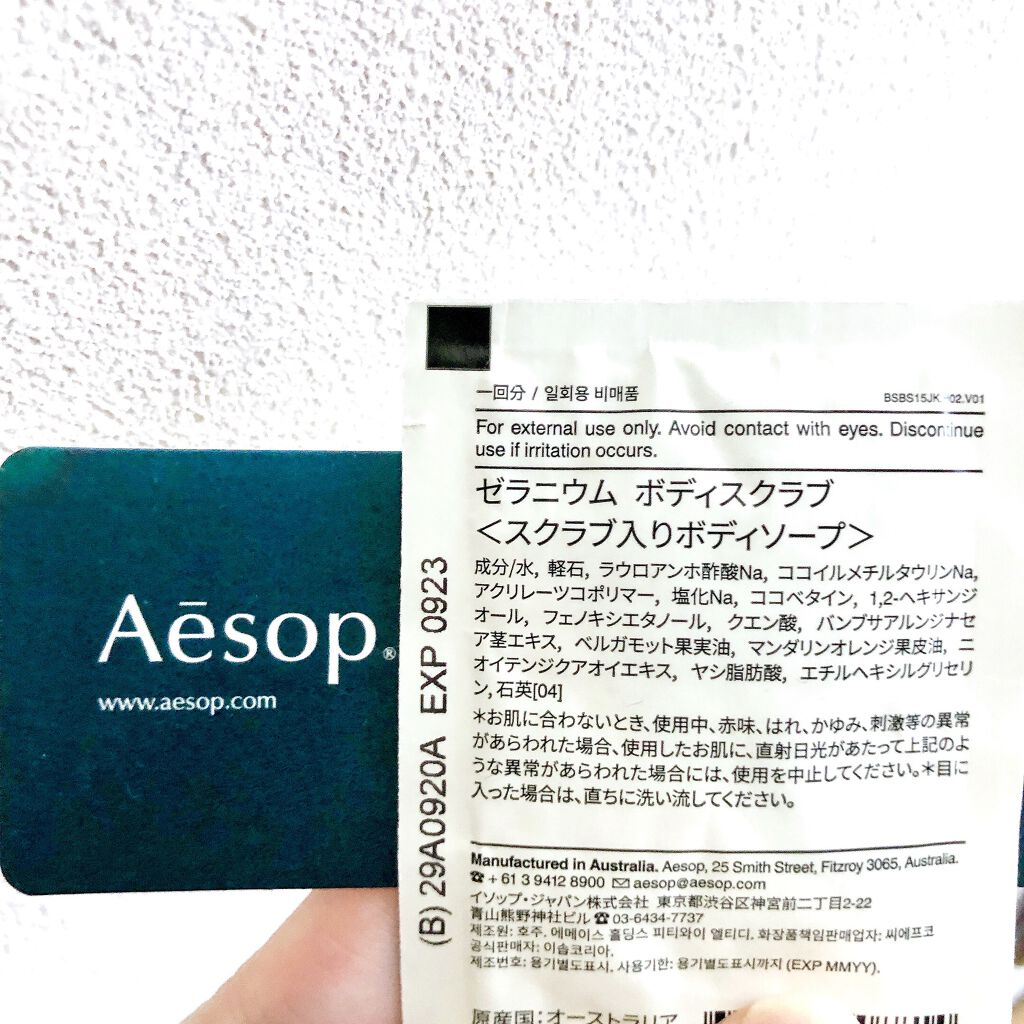 Aēsop®
www.aesop.com
(B) 29A0920A EXP 0923
一回分 / 일회용 비매품
For external use only. Avoid contact with eyes. Discontinue
use if irritation occurs.
ゼラニウム ボディスクラブ
<スクラブ入りボディソープ>
成分/水, 軽石, ラウロアンホ酢酸Na, ココイルメチルタウリンNa,
アクリレーツコポリマー, 塩化Na, ココベタイン, 1,2-ヘキサンジ
オール, フェノキシエタノール, クエン酸, バンブサアルンジナセ
ア茎エキス, ベルガモット果実油, マンダリンオレンジ果皮油, ニ
オイテンジクアオイエキス, ヤシ脂肪酸, エチルヘキシルグリセリ
ン, 石英[04]
*お肌に合わないとき、使用中、赤味、はれ、かゆみ、刺激等の異常
があらわれた場合、使用したお肌に、直射日光があたって上記のよ
うな異常があらわれた場合には、使用を中止してください。*目に
入った場合は、直ちに洗い流してください。
Manufactured in Australia. Aesop, 25 Smith Street, Fitzroy 3065, Australia.
☎ + 61 3 9412 8900 ✉ aesop@aesop.com
イソップ・ジャパン株式会社 東京都渋谷区神宮前二丁目2-22
青山熊野神社ビル ☎ 03-6434-7737
제조원: 호주. 에메이스 홀딩스 피티와이 엘티디. 화장품책임판매업자: 씨에프코
공식판매자: 이솝코리아.
제조번호: 용기별도표시. 사용기한: 용기별도표시까지 (EXP MMYY).
原産国:オーストラリア